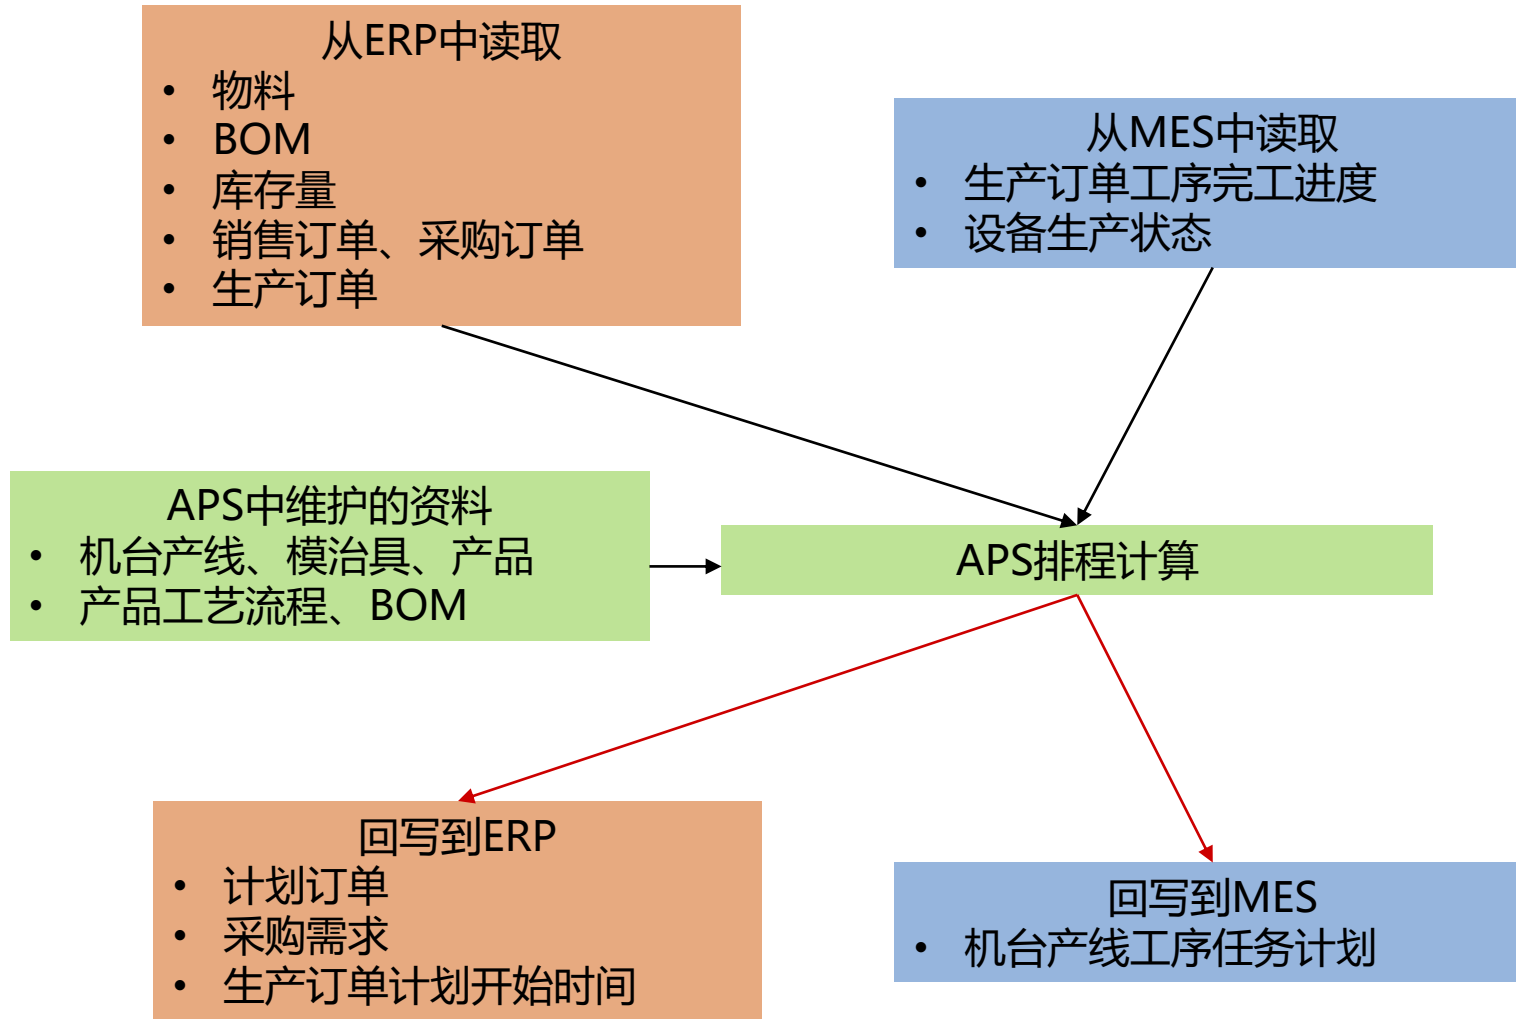 从ERP中读取
• 物料
• BOM
• 库存量
• 销售订单、采购订单
• 生产订单
从MES中读取
• 生产订单工序完工进度
• 设备生产状态
APS中维护的资料
• 机台产线、模治具、产品
• 产品工艺流程、BOM
APS排程计算
回写到ERP
• 计划订单
• 采购需求
• 生产订单计划开始时间
回写到MES
• 机台产线工序任务计划